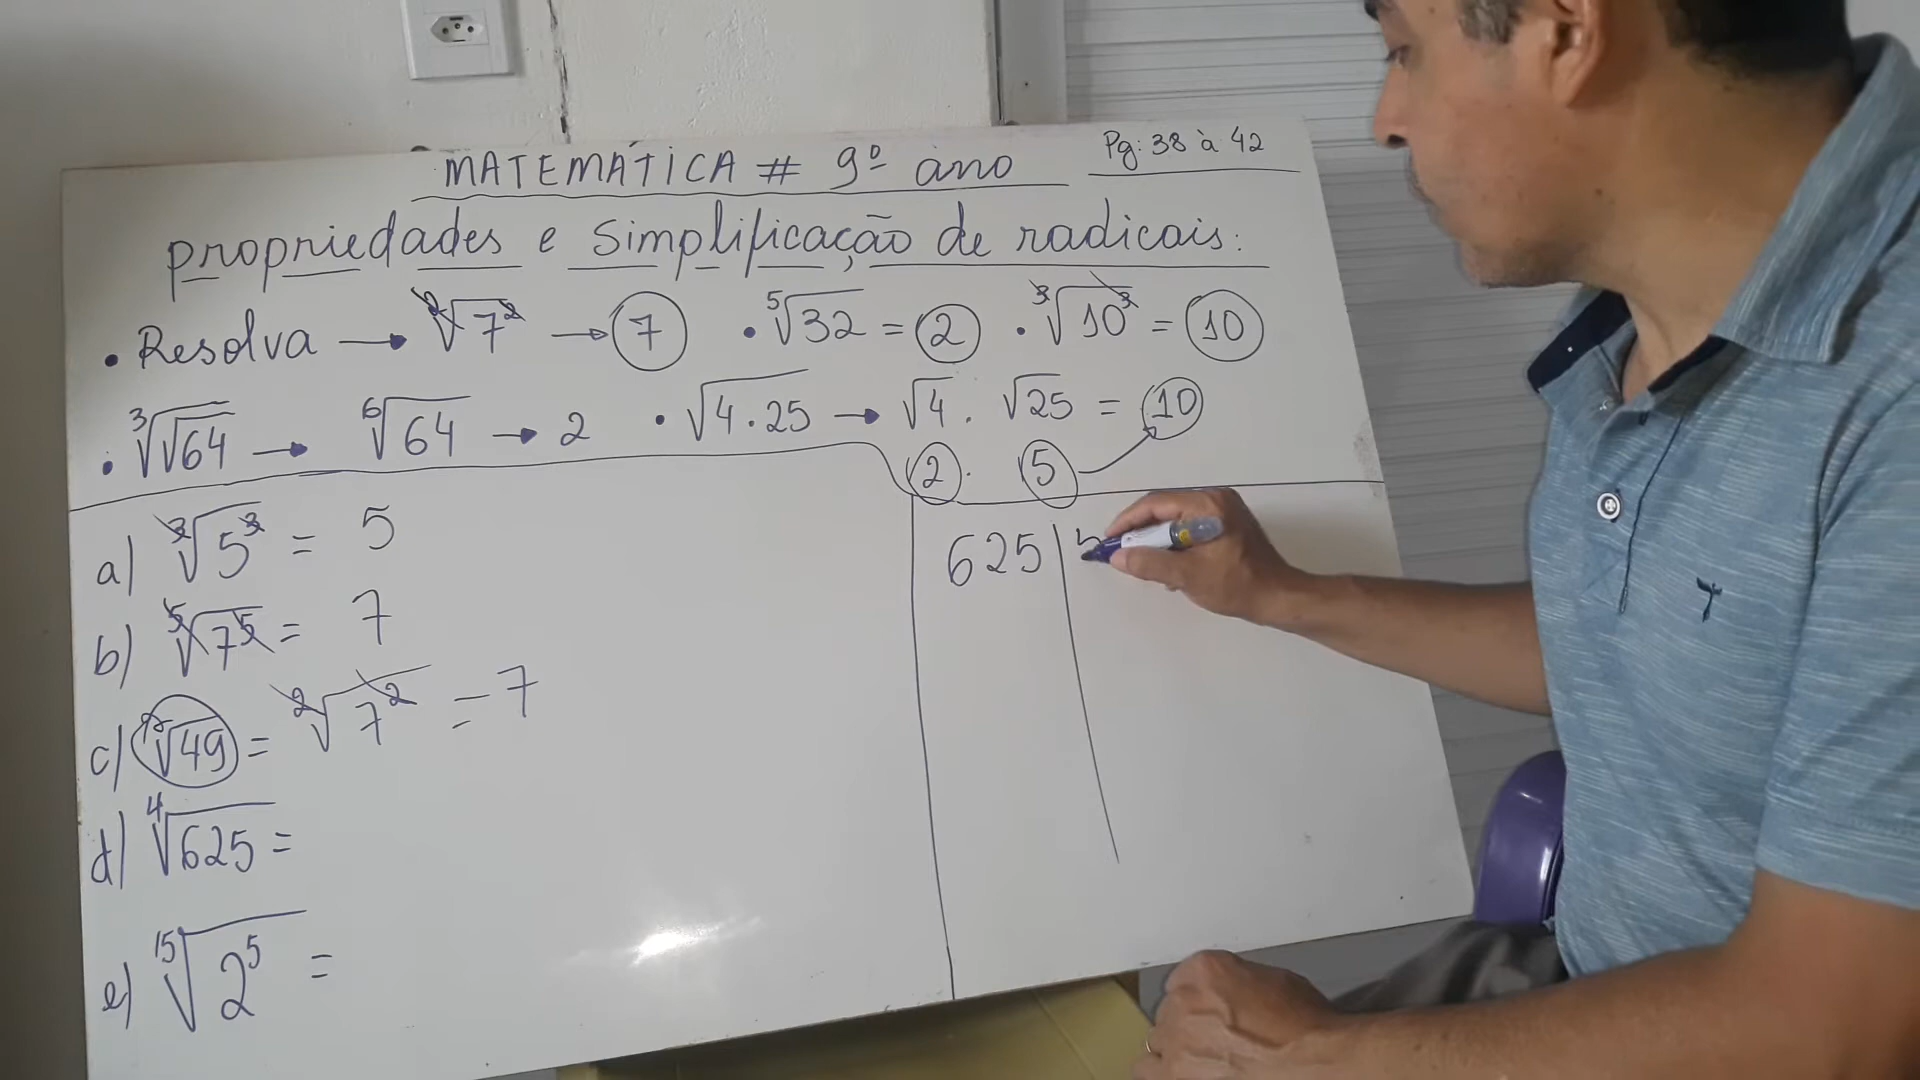 MATEMÁTICA # 9º ano
Pg: 38 à 42
propriedades e Simplificação de radicais:
• Resolva → ²√7² → 7 • ⁵√32 = 2 • ³√10³ = 10
• ³√√64 → ⁶√64 → 2 • √4.25 → √4 . √25 = 10
2 . 5
a) ³√5³ = 5
b) ⁵√7⁵ = 7
c) ²√49 = ²√7² = 7
d) ⁴√625 =
e) ¹⁵√2⁵ =
625